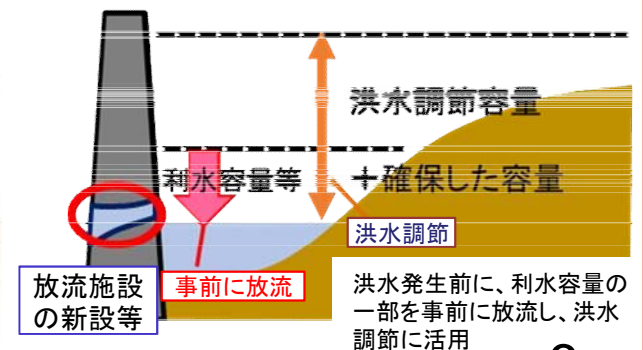 洪水調節容量
利水容量等
+確保した容量
洪水調節
放流施設
の新設等
事前に放流
洪水発生前に、利水容量の
一部を事前に放流し、洪水
調節に活用